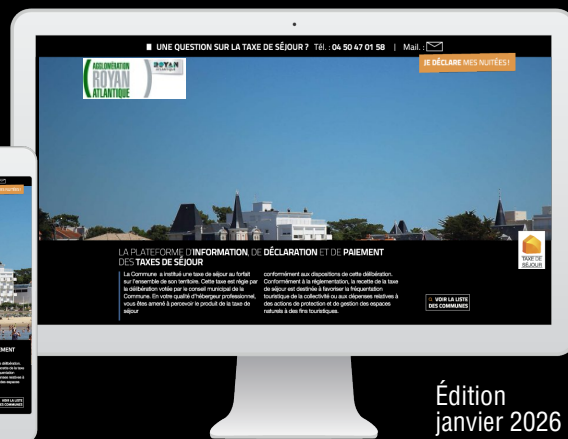 UNE QUESTION SUR LA TAXE DE SÉJOUR ? Tél. : 04 50 47 01 58 | Mail. :
JE DÉCLARE MES NUITÉES !
AGGLOMÉRATION
ROYAN
ATLANTIQUE
ROYAN
LA PLATEFORME D'INFORMATION, DE DÉCLARATION ET DE PAIEMENT
DES TAXES DE SÉJOUR
La Commune a institué une taxe de séjour au forfait
sur l'ensemble de son territoire. Cette taxe est régie par
la délibération votée par le conseil municipal de la
Commune. En votre qualité d'hébergeur professionnel,
vous êtes amené à percevoir le produit de la taxe de
séjour
conformément aux dispositions de cette délibération.
Conformément à la réglementation, la recette de la taxe
de séjour est destinée à favoriser la fréquentation
touristique de la collectivité ou aux dépenses relatives à
des actions de protection et de gestion des espaces
naturels à des fins touristiques.
VOIR LA LISTE
DES COMMUNES
TAXE DE
SÉJOUR
EMENT
VOIR LA LISTE
DES COMMUNES
Édition
janvier 2026